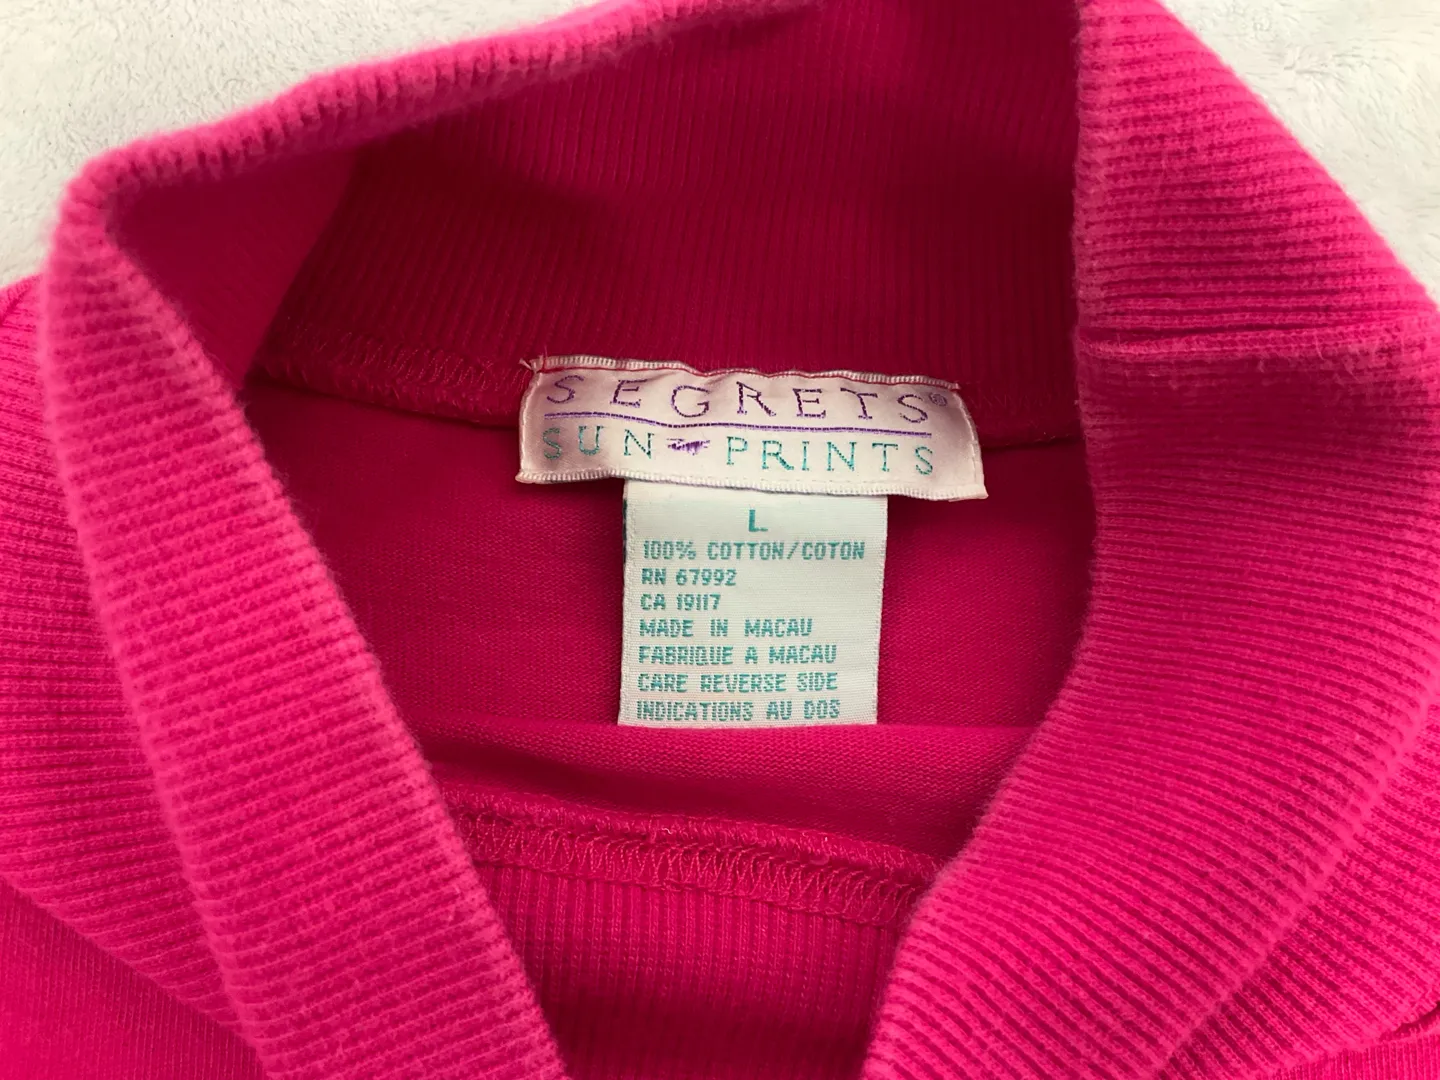 SEGRETS®
SUN PRINTS
L
100% COTTON/COTON
RN 67992
CA 19117
MADE IN MACAU
FABRIQUE A MACAU
CARE REVERSE SIDE
INDICATIONS AU DOS